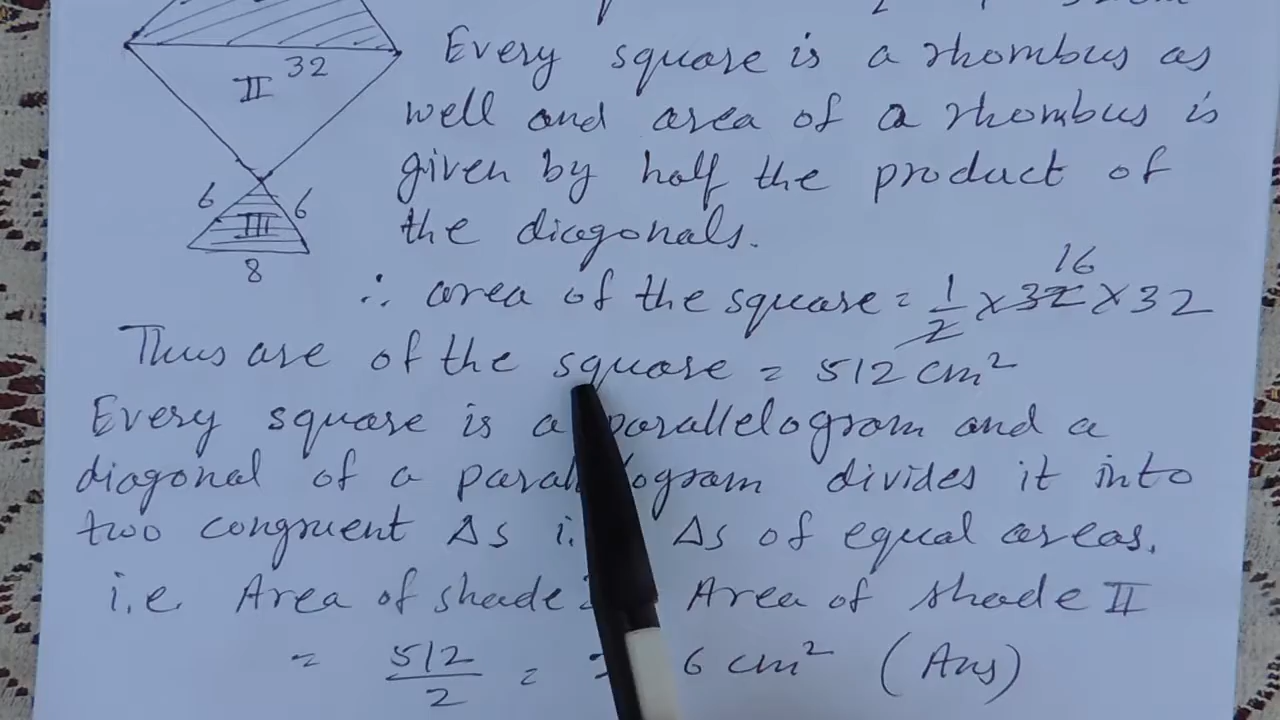 32
II
Every square is a rhombus as
well and area of a rhombus is
given by half the product of
the diagonals.
6 6
III
8
16
∴ area of the square = 1/2 × 32 × 32
Thus are of the square = 512 cm²
Every square is a parallelogram and a
diagonal of a paral ogram divides it into
two congruent Δs i. Δs of equal areas.
i.e. Area of shade Area of shade II
= 512/2 = 6 cm² (Ans)